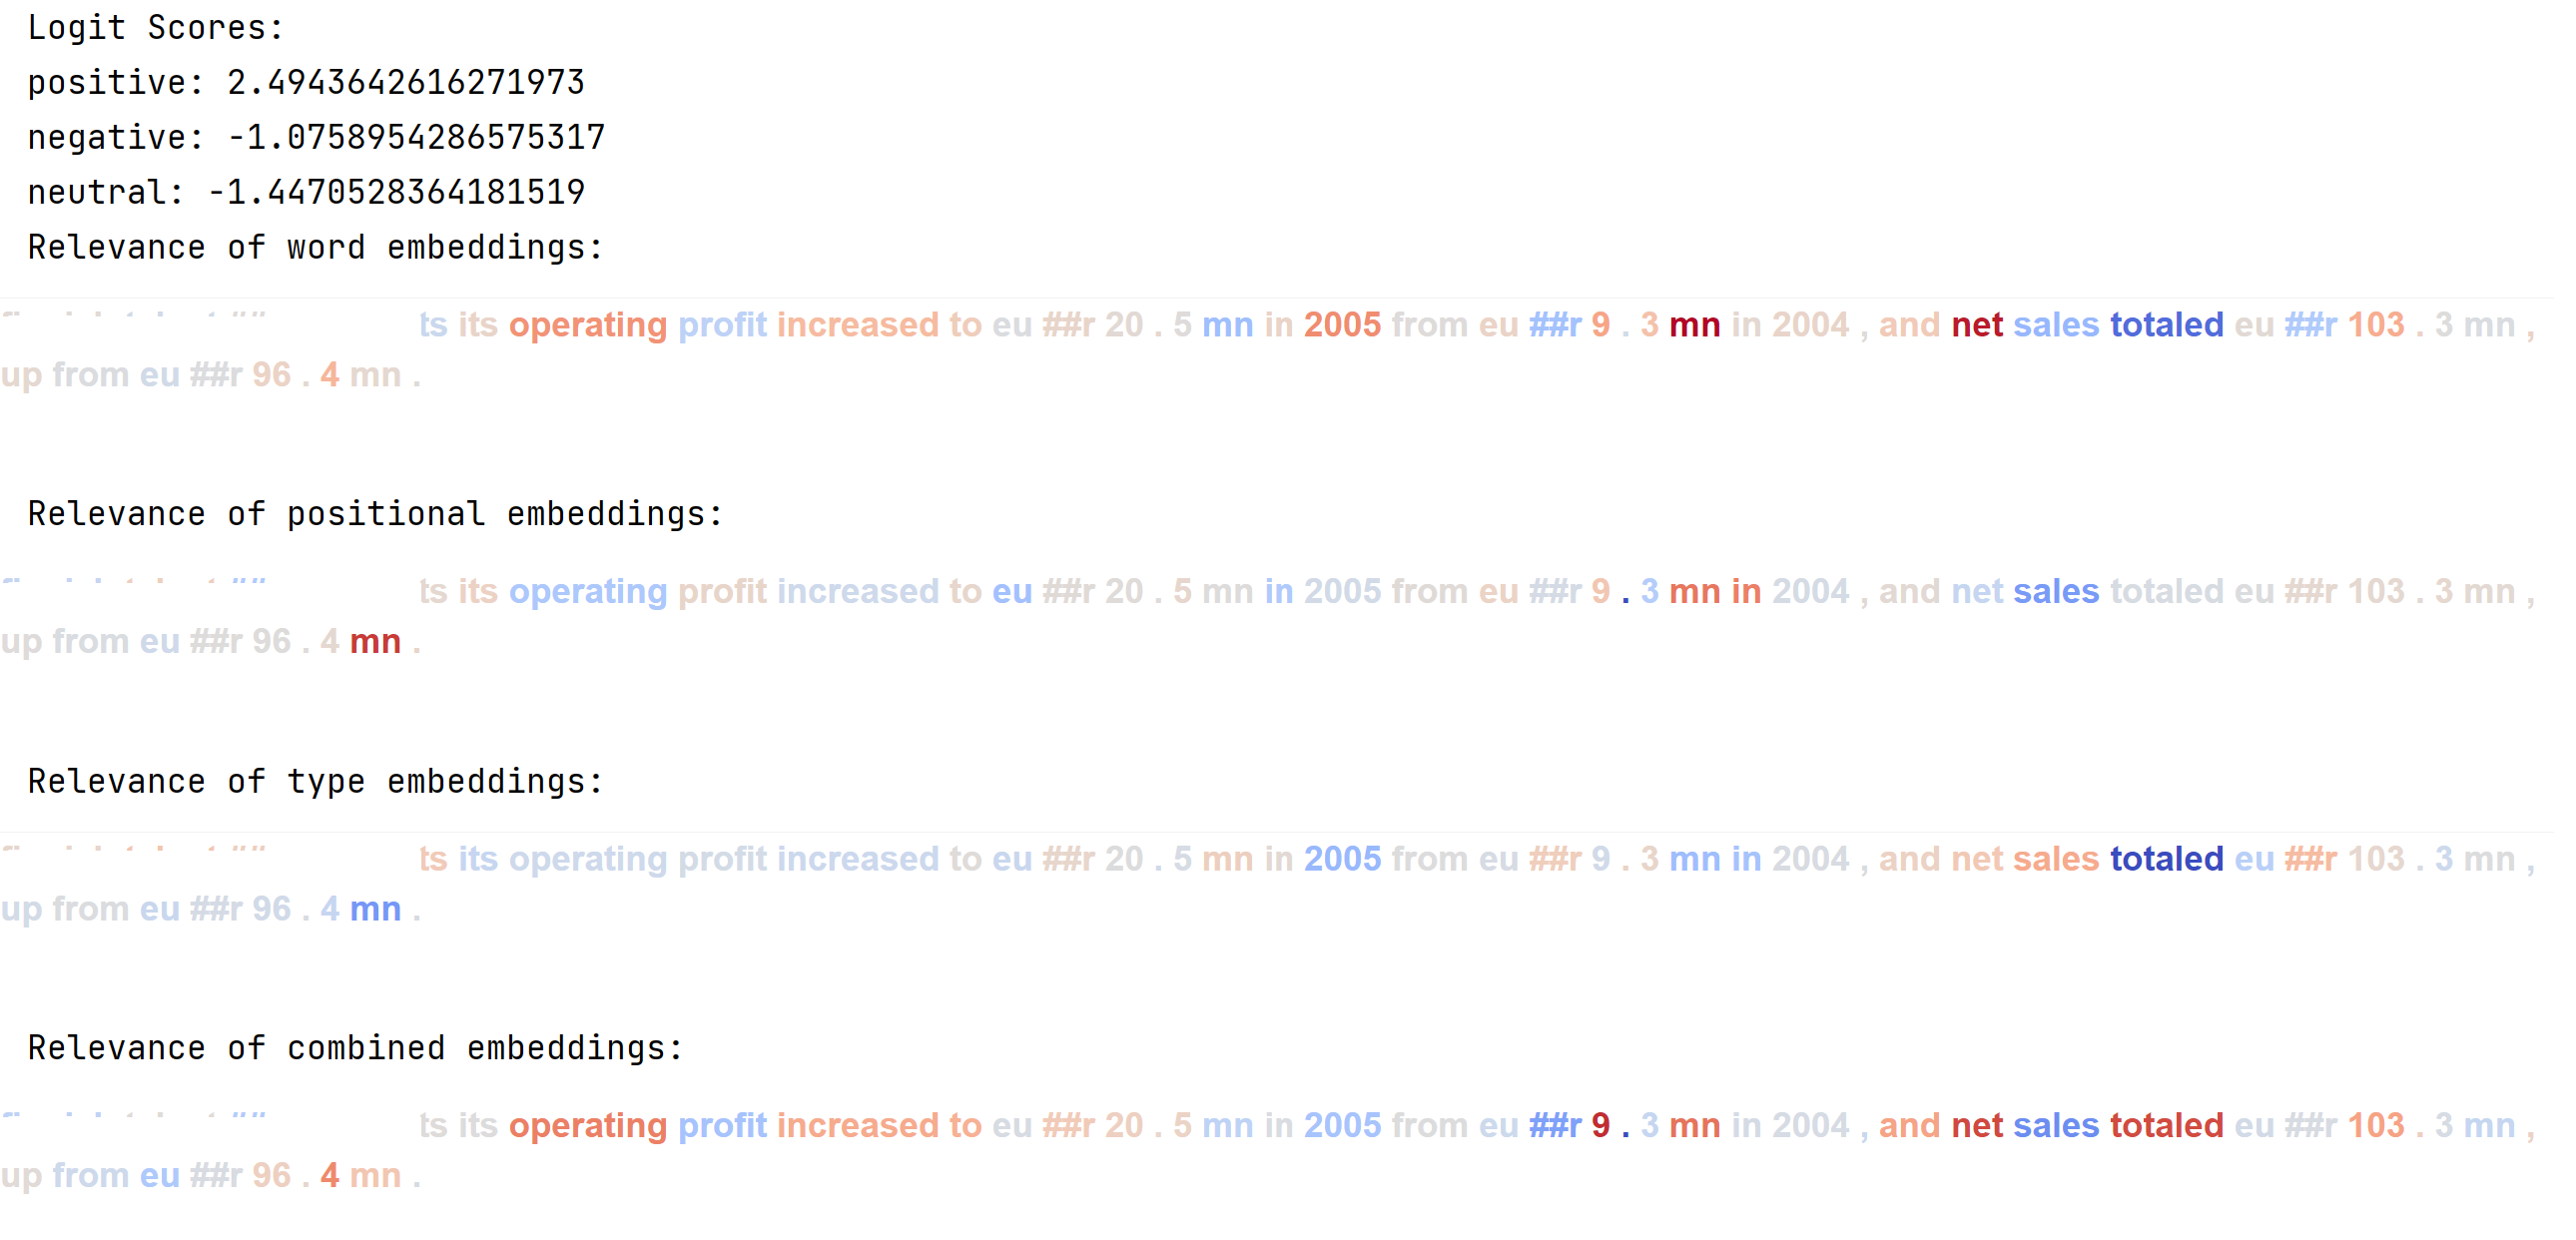 Logit Scores:
positive: 2.4943642616271973
negative: -1.0758954286575317
neutral: -1.4470528364181519
Relevance of word embeddings:
ts its operating profit increased to eu ##r 20 . 5 mn in 2005 from eu ##r 9 . 3 mn in 2004 , and net sales totaled eu ##r 103 . 3 mn ,
up from eu ##r 96 . 4 mn .
Relevance of positional embeddings:
ts its operating profit increased to eu ##r 20 . 5 mn in 2005 from eu ##r 9 . 3 mn in 2004 , and net sales totaled eu ##r 103 . 3 mn ,
up from eu ##r 96 . 4 mn .
Relevance of type embeddings:
ts its operating profit increased to eu ##r 20 . 5 mn in 2005 from eu ##r 9 . 3 mn in 2004 , and net sales totaled eu ##r 103 . 3 mn ,
up from eu ##r 96 . 4 mn .
Relevance of combined embeddings:
ts its operating profit increased to eu ##r 20 . 5 mn in 2005 from eu ##r 9 . 3 mn in 2004 , and net sales totaled eu ##r 103 . 3 mn ,
up from eu ##r 96 . 4 mn .